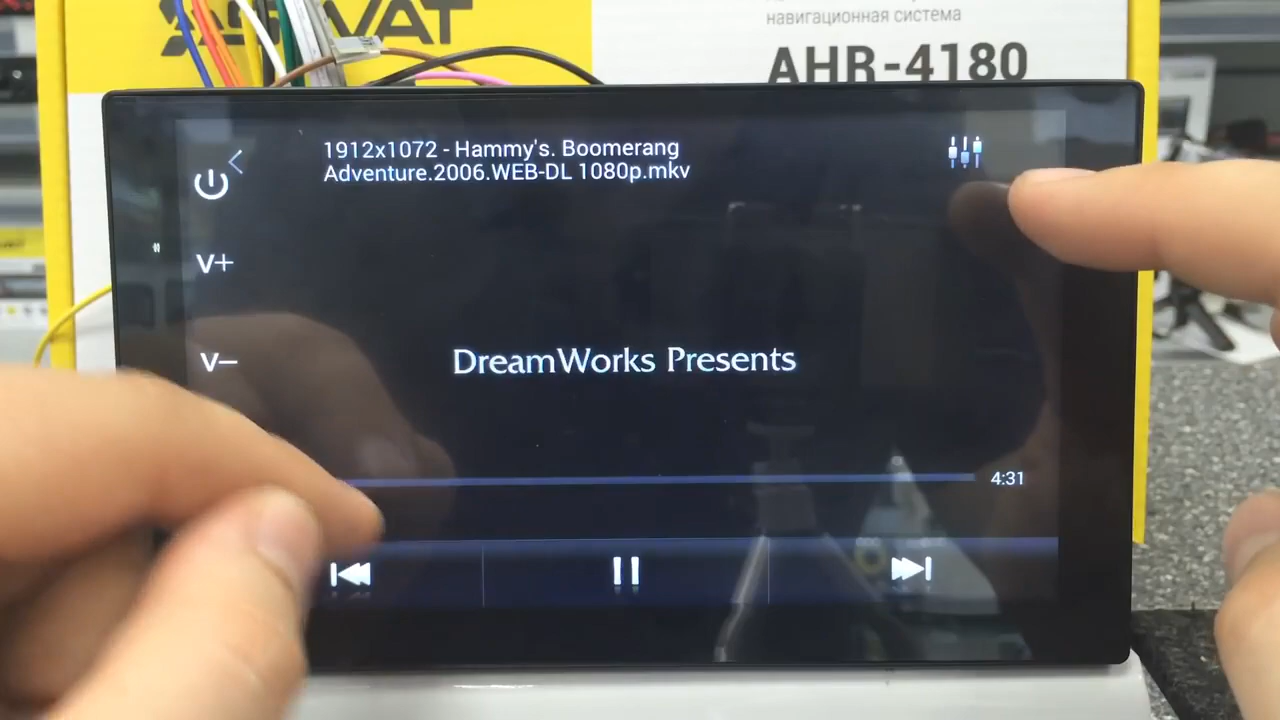 навигационная система
AHR-4180
1912x1072 - Hammy's. Boomerang
Adventure.2006.WEB-DL 1080p.mkv
V+
V–
DreamWorks Presents
4:31